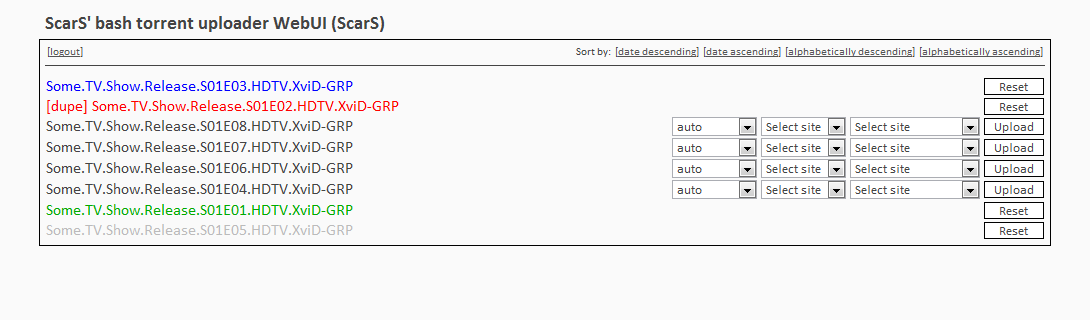 ScarS' bash torrent uploader WebUI (ScarS)
[logout] Sort by: [date descending] [date ascending] [alphabetically descending] [alphabetically ascending]
Some.TV.Show.Release.S01E03.HDTV.XviD-GRP Reset
[dupe] Some.TV.Show.Release.S01E02.HDTV.XviD-GRP Reset
Some.TV.Show.Release.S01E08.HDTV.XviD-GRP auto Select site Select site Upload
Some.TV.Show.Release.S01E07.HDTV.XviD-GRP auto Select site Select site Upload
Some.TV.Show.Release.S01E06.HDTV.XviD-GRP auto Select site Select site Upload
Some.TV.Show.Release.S01E04.HDTV.XviD-GRP auto Select site Select site Upload
Some.TV.Show.Release.S01E01.HDTV.XviD-GRP Reset
Some.TV.Show.Release.S01E05.HDTV.XviD-GRP Reset